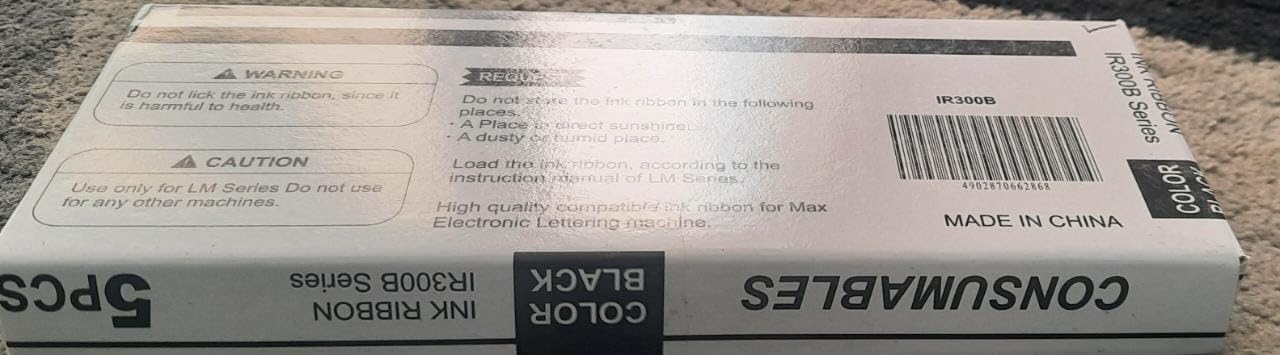 WARNING
Do not lick the ink ribbon, since it
is harmful to health.
CAUTION
Use only for LM Series Do not use
for any other machines.
REQUEST
Do not store the ink ribbon in the following
places.
· A Place in direct sunshine.
· A dusty or humid place.
Load the ink ribbon, according to the
instruction manual of LM Series.
High quality compatible ink ribbon for Max
Electronic Lettering machine.
IR300B
4902870662868
MADE IN CHINA
INK RIBBON
IR300B Series
COLOR
BLACK
CONSUMABLES
COLOR
BLACK
INK RIBBON
IR300B Series
5PCS